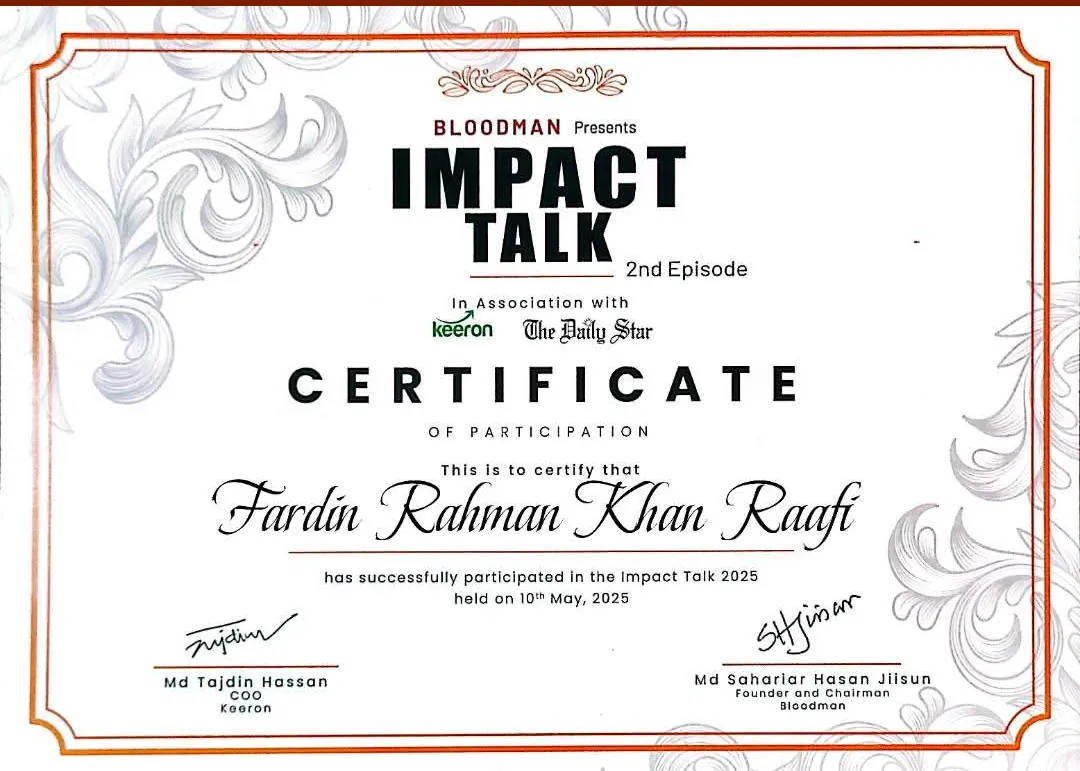 BLOODMAN Presents
IMPACT
TALK
2nd Episode
In Association with
keeron The Daily Star
CERTIFICATE
OF PARTICIPATION
This is to certify that
Fardin Rahman Khan Raafi
has successfully participated in the Impact Talk 2025
held on 10th May, 2025
Tajdin
SHJiisan
Md Tajdin Hassan
COO
Keeron
Md Sahariar Hasan Jiisun
Founder and Chairman
Bloodman